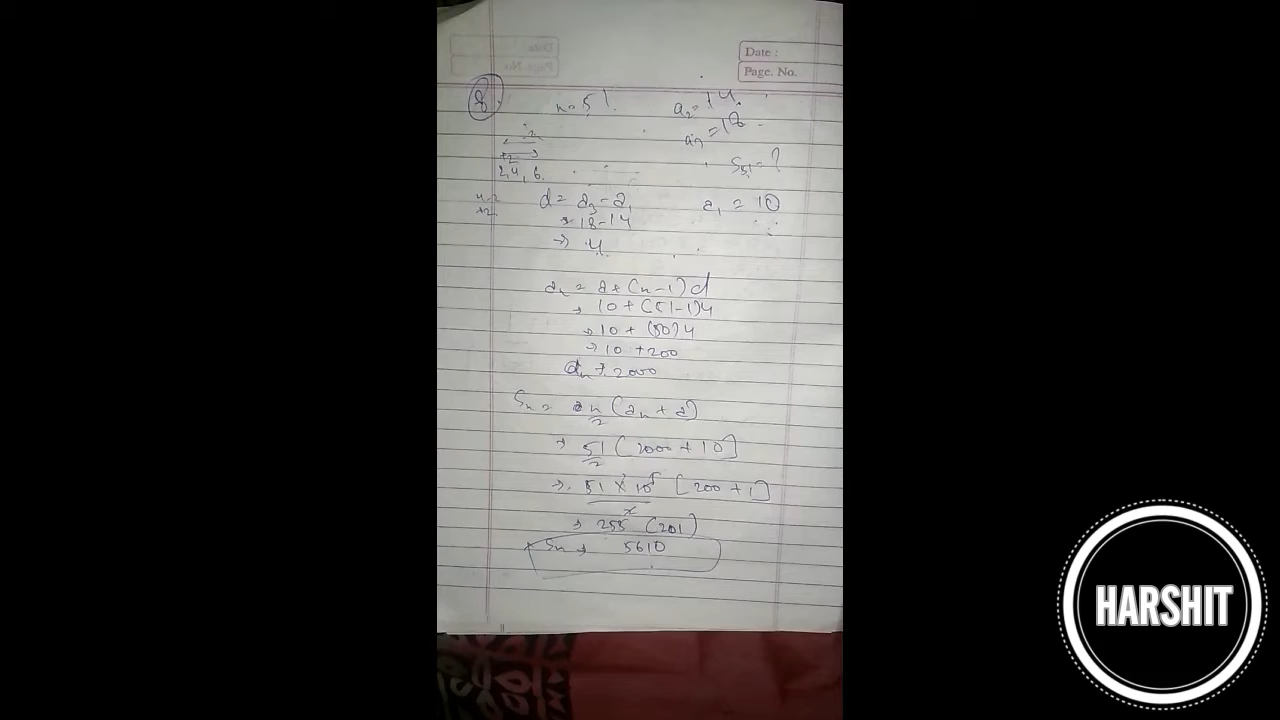 Date :
Page. No.
8.
n = 51
a₂ = 14
a₃ = 18
S₅₁ = ?
2, 4, 6
d = a₃ - a₁
a₁ = 10
→ 18 - 14
→ 4
aₙ = a + (n-1)d
→ 10 + (51-1)4
→ 10 + (50)4
→ 10 + 200
aₙ → 2000
Sₙ = n/2 (aₙ + a)
→ 51/2 (2000 + 10]
→ 51 × 10/2 [200 + 1]
→ 255 (201)
Sₙ → 5610
HARSHIT